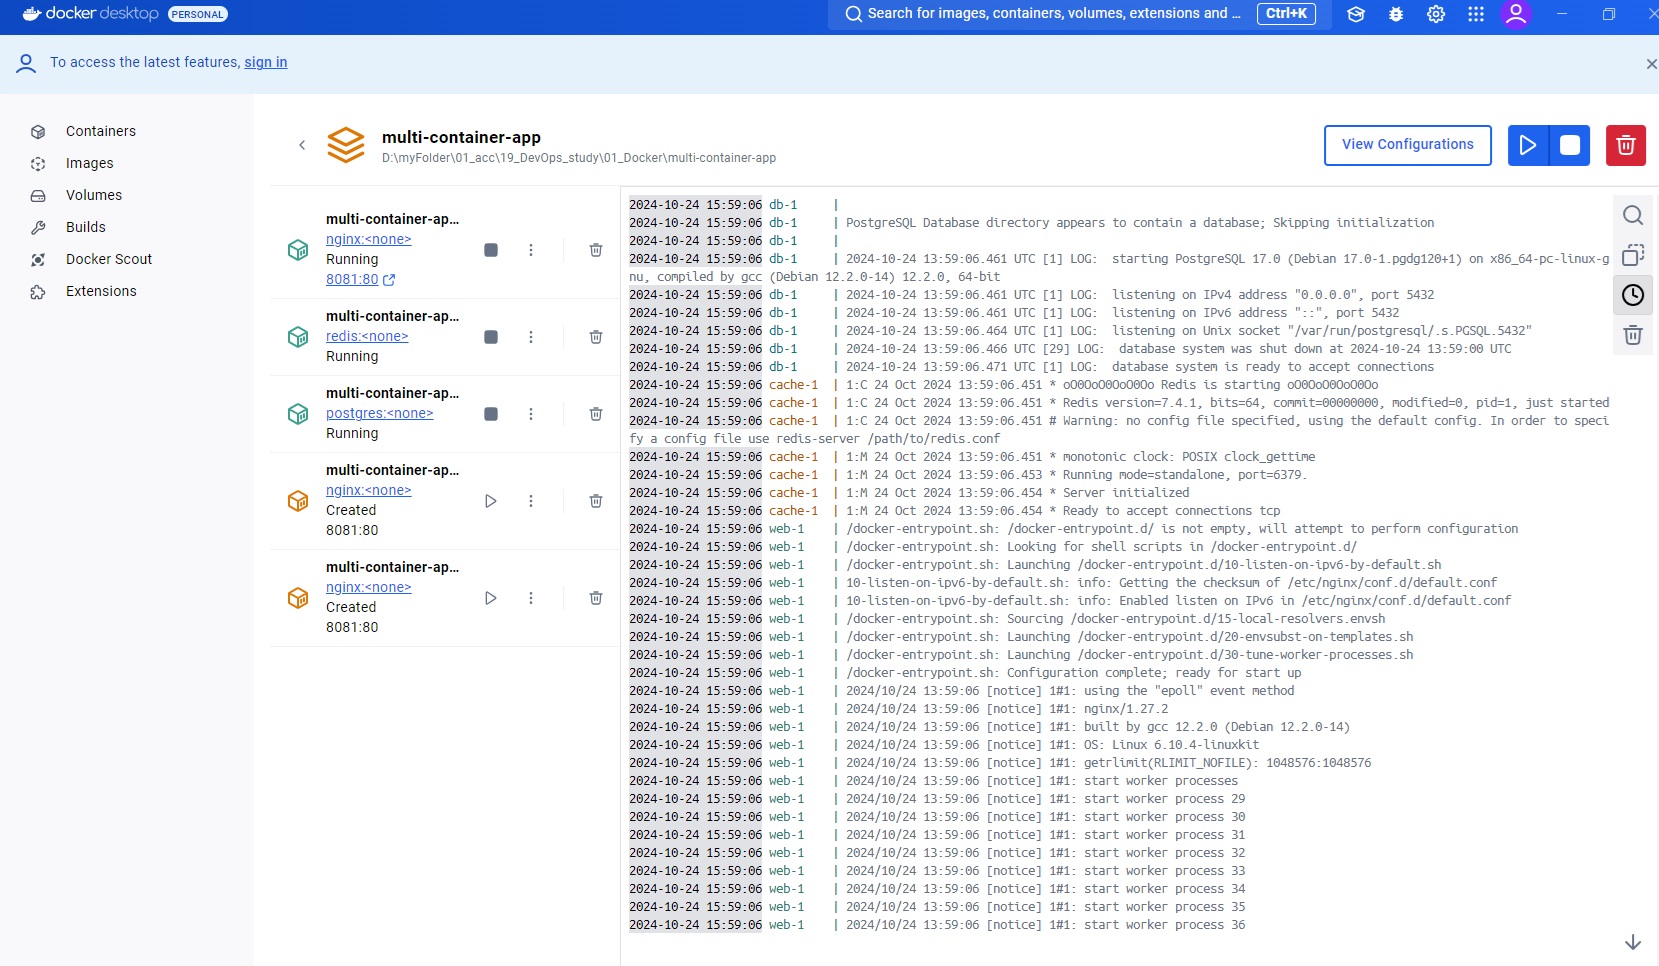 docker desktop PERSONAL
Search for images, containers, volumes, extensions and ... Ctrl+K
To access the latest features, sign in
Containers
Images
Volumes
Builds
Docker Scout
Extensions
multi-container-app
D:\myFolder\01_acc\19_DevOps_study\01_Docker\multi-container-app
View Configurations
multi-container-ap...
nginx:<none>
Running
8081:80
multi-container-ap...
redis:<none>
Running
multi-container-ap...
postgres:<none>
Running
multi-container-ap...
nginx:<none>
Created
8081:80
multi-container-ap...
nginx:<none>
Created
8081:80
2024-10-24 15:59:06 db-1 |
2024-10-24 15:59:06 db-1 | PostgreSQL Database directory appears to contain a database; Skipping initialization
2024-10-24 15:59:06 db-1 |
2024-10-24 15:59:06 db-1 | 2024-10-24 13:59:06.461 UTC [1] LOG:  starting PostgreSQL 17.0 (Debian 17.0-1.pgdg120+1) on x86_64-pc-linux-g
nu, compiled by gcc (Debian 12.2.0-14) 12.2.0, 64-bit
2024-10-24 15:59:06 db-1 | 2024-10-24 13:59:06.461 UTC [1] LOG:  listening on IPv4 address "0.0.0.0", port 5432
2024-10-24 15:59:06 db-1 | 2024-10-24 13:59:06.461 UTC [1] LOG:  listening on IPv6 address "::", port 5432
2024-10-24 15:59:06 db-1 | 2024-10-24 13:59:06.464 UTC [1] LOG:  listening on Unix socket "/var/run/postgresql/.s.PGSQL.5432"
2024-10-24 15:59:06 db-1 | 2024-10-24 13:59:06.466 UTC [29] LOG:  database system was shut down at 2024-10-24 13:59:00 UTC
2024-10-24 15:59:06 db-1 | 2024-10-24 13:59:06.471 UTC [1] LOG:  database system is ready to accept connections
2024-10-24 15:59:06 cache-1 | 1:C 24 Oct 2024 13:59:06.451 * oO0OoO0OoO0Oo Redis is starting oO0OoO0OoO0Oo
2024-10-24 15:59:06 cache-1 | 1:C 24 Oct 2024 13:59:06.451 * Redis version=7.4.1, bits=64, commit=00000000, modified=0, pid=1, just started
2024-10-24 15:59:06 cache-1 | 1:C 24 Oct 2024 13:59:06.451 # Warning: no config file specified, using the default config. In order to speci
fy a config file use redis-server /path/to/redis.conf
2024-10-24 15:59:06 cache-1 | 1:M 24 Oct 2024 13:59:06.451 * monotonic clock: POSIX clock_gettime
2024-10-24 15:59:06 cache-1 | 1:M 24 Oct 2024 13:59:06.453 * Running mode=standalone, port=6379.
2024-10-24 15:59:06 cache-1 | 1:M 24 Oct 2024 13:59:06.454 * Server initialized
2024-10-24 15:59:06 cache-1 | 1:M 24 Oct 2024 13:59:06.454 * Ready to accept connections tcp
2024-10-24 15:59:06 web-1 | /docker-entrypoint.sh: /docker-entrypoint.d/ is not empty, will attempt to perform configuration
2024-10-24 15:59:06 web-1 | /docker-entrypoint.sh: Looking for shell scripts in /docker-entrypoint.d/
2024-10-24 15:59:06 web-1 | /docker-entrypoint.sh: Launching /docker-entrypoint.d/10-listen-on-ipv6-by-default.sh
2024-10-24 15:59:06 web-1 | 10-listen-on-ipv6-by-default.sh: info: Getting the checksum of /etc/nginx/conf.d/default.conf
2024-10-24 15:59:06 web-1 | 10-listen-on-ipv6-by-default.sh: info: Enabled listen on IPv6 in /etc/nginx/conf.d/default.conf
2024-10-24 15:59:06 web-1 | /docker-entrypoint.sh: Sourcing /docker-entrypoint.d/15-local-resolvers.envsh
2024-10-24 15:59:06 web-1 | /docker-entrypoint.sh: Launching /docker-entrypoint.d/20-envsubst-on-templates.sh
2024-10-24 15:59:06 web-1 | /docker-entrypoint.sh: Launching /docker-entrypoint.d/30-tune-worker-processes.sh
2024-10-24 15:59:06 web-1 | /docker-entrypoint.sh: Configuration complete; ready for start up
2024-10-24 15:59:06 web-1 | 2024/10/24 13:59:06 [notice] 1#1: using the "epoll" event method
2024-10-24 15:59:06 web-1 | 2024/10/24 13:59:06 [notice] 1#1: nginx/1.27.2
2024-10-24 15:59:06 web-1 | 2024/10/24 13:59:06 [notice] 1#1: built by gcc 12.2.0 (Debian 12.2.0-14)
2024-10-24 15:59:06 web-1 | 2024/10/24 13:59:06 [notice] 1#1: OS: Linux 6.10.4-linuxkit
2024-10-24 15:59:06 web-1 | 2024/10/24 13:59:06 [notice] 1#1: getrlimit(RLIMIT_NOFILE): 1048576:1048576
2024-10-24 15:59:06 web-1 | 2024/10/24 13:59:06 [notice] 1#1: start worker processes
2024-10-24 15:59:06 web-1 | 2024/10/24 13:59:06 [notice] 1#1: start worker process 29
2024-10-24 15:59:06 web-1 | 2024/10/24 13:59:06 [notice] 1#1: start worker process 30
2024-10-24 15:59:06 web-1 | 2024/10/24 13:59:06 [notice] 1#1: start worker process 31
2024-10-24 15:59:06 web-1 | 2024/10/24 13:59:06 [notice] 1#1: start worker process 32
2024-10-24 15:59:06 web-1 | 2024/10/24 13:59:06 [notice] 1#1: start worker process 33
2024-10-24 15:59:06 web-1 | 2024/10/24 13:59:06 [notice] 1#1: start worker process 34
2024-10-24 15:59:06 web-1 | 2024/10/24 13:59:06 [notice] 1#1: start worker process 35
2024-10-24 15:59:06 web-1 | 2024/10/24 13:59:06 [notice] 1#1: start worker process 36